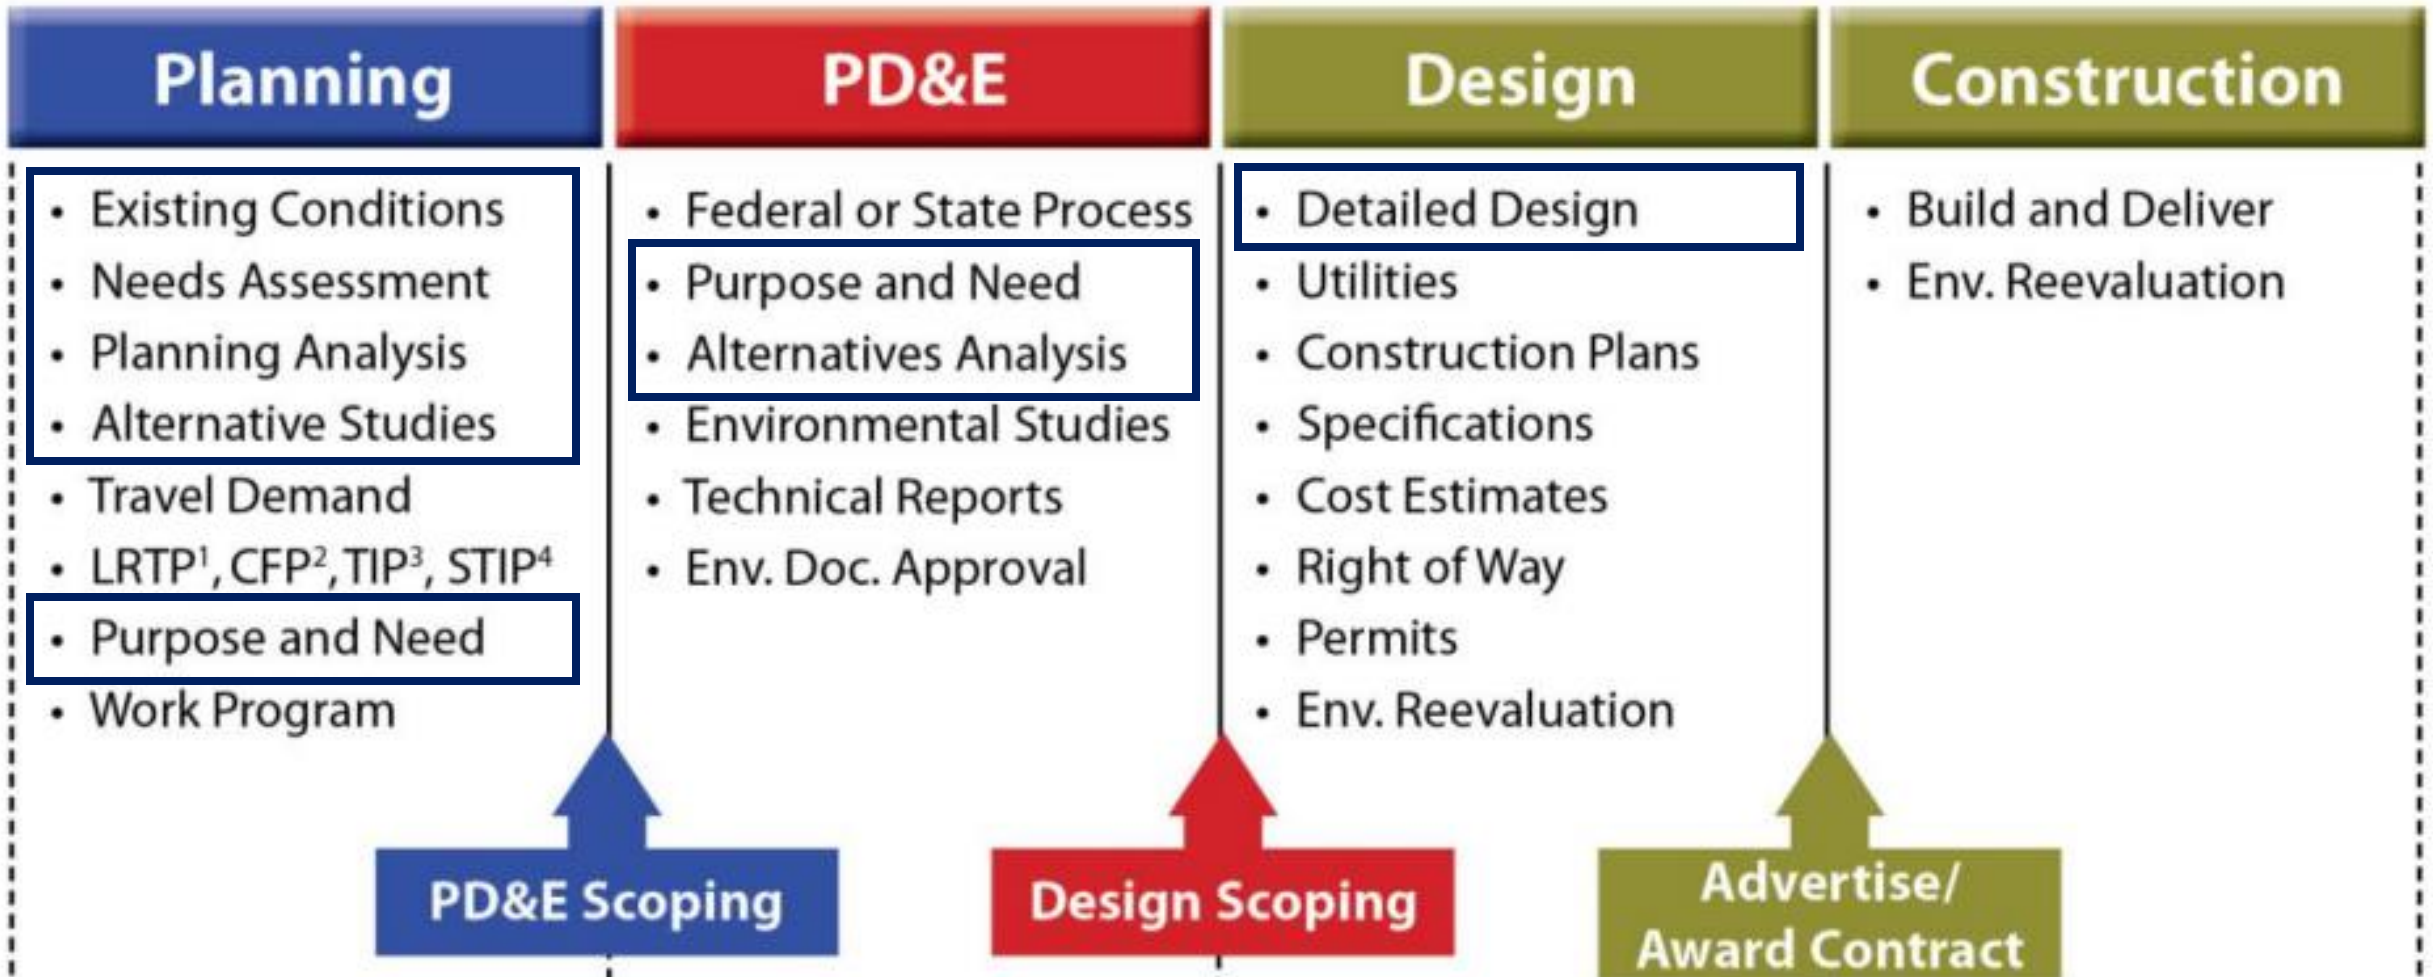 Planning
• Existing Conditions
• Needs Assessment
• Planning Analysis
• Alternative Studies
• Travel Demand
• LRTP¹, CFP², TIP³, STIP⁴
• Purpose and Need
• Work Program
PD&E
• Federal or State Process
• Purpose and Need
• Alternatives Analysis
• Environmental Studies
• Technical Reports
• Env. Doc. Approval
Design
• Detailed Design
• Utilities
• Construction Plans
• Specifications
• Cost Estimates
• Right of Way
• Permits
• Env. Reevaluation
Construction
• Build and Deliver
• Env. Reevaluation
PD&E Scoping
Design Scoping
Advertise/
Award Contract